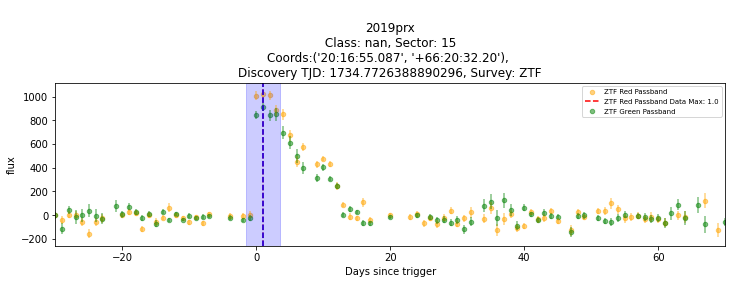 2019prx
Class: nan, Sector: 15
Coords:('20:16:55.087', '+66:20:32.20'),
Discovery TJD: 1734.7726388890296, Survey: ZTF
ZTF Red Passband
ZTF Red Passband Data Max: 1.0
ZTF Green Passband
flux
1000
800
600
400
200
0
−200
−20
0
20
40
60
Days since trigger